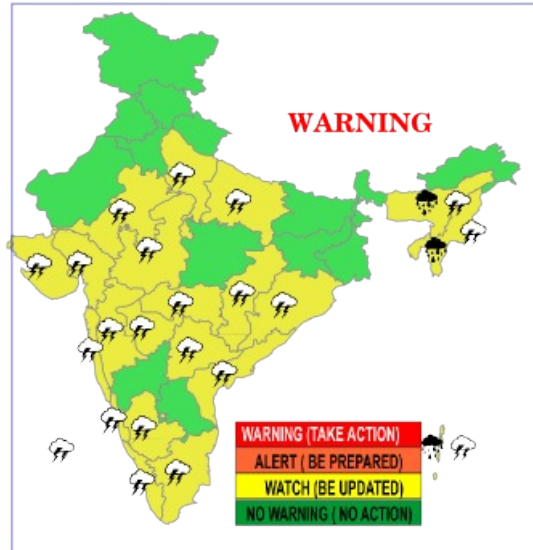 WARNING
WARNING (TAKE ACTION)
ALERT ( BE PREPARED)
WATCH (BE UPDATED)
NO WARNING ( NO ACTION)